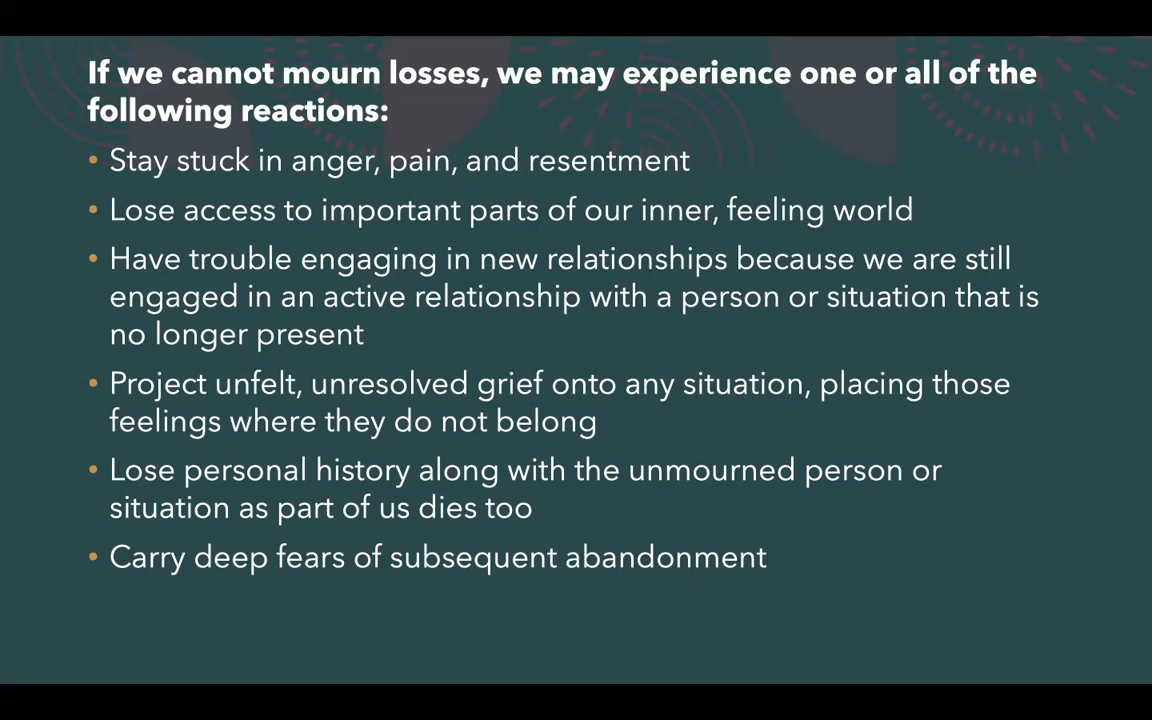 If we cannot mourn losses, we may experience one or all of the
following reactions:
• Stay stuck in anger, pain, and resentment
• Lose access to important parts of our inner, feeling world
• Have trouble engaging in new relationships because we are still
engaged in an active relationship with a person or situation that is
no longer present
• Project unfelt, unresolved grief onto any situation, placing those
feelings where they do not belong
• Lose personal history along with the unmourned person or
situation as part of us dies too
• Carry deep fears of subsequent abandonment